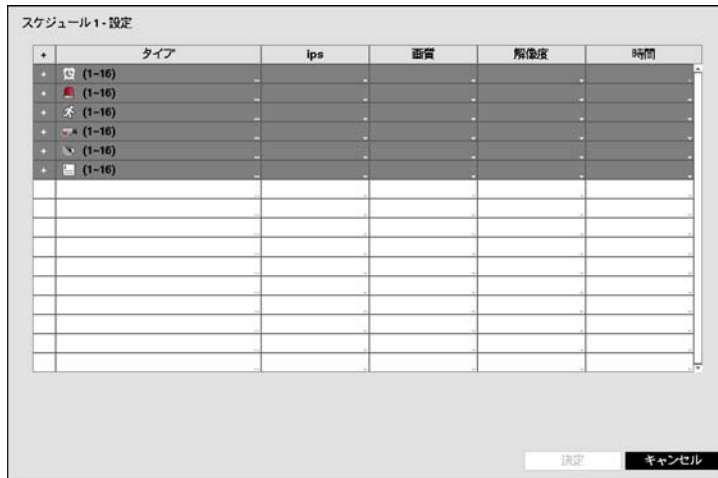 スケジュール 1 - 設定
+ タイプ ips 画質 解像度 時間
+ (1-16)
+ (1-16)
+ (1-16)
+ (1-16)
+ (1-16)
+ (1-16)
決定 キャンセル